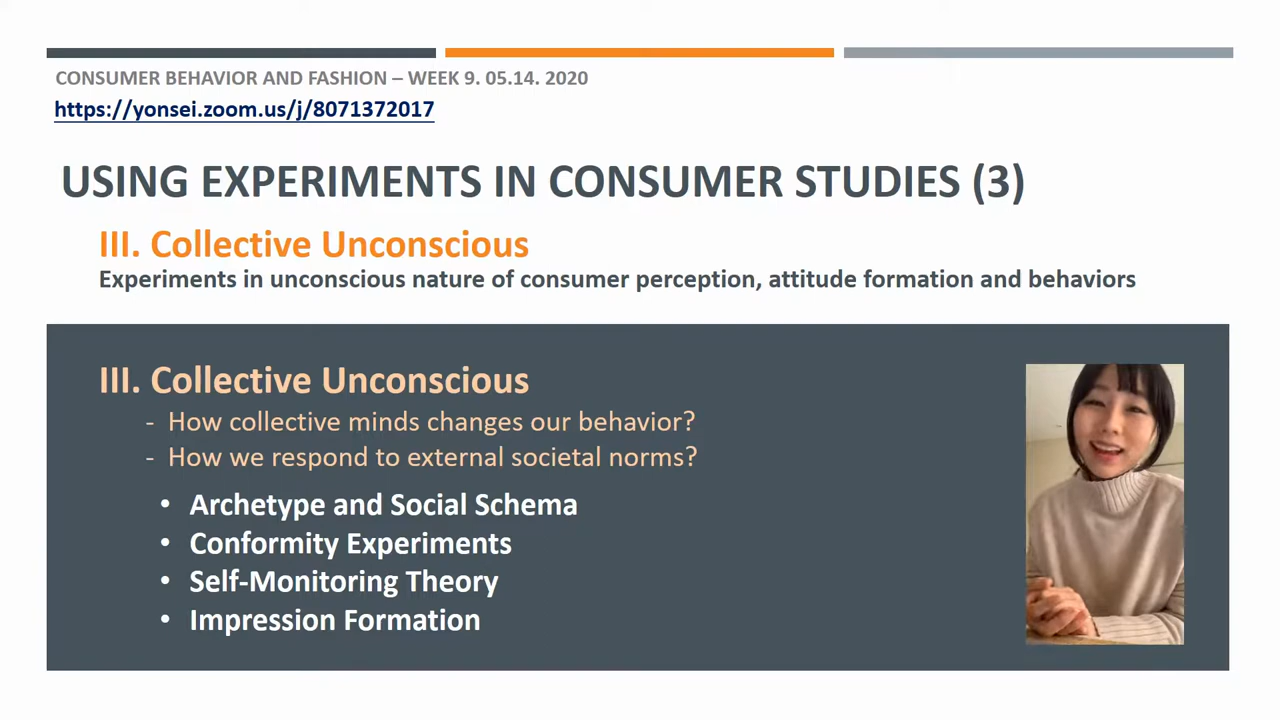 CONSUMER BEHAVIOR AND FASHION – WEEK 9. 05.14. 2020
https://yonsei.zoom.us/j/8071372017
USING EXPERIMENTS IN CONSUMER STUDIES (3)
III. Collective Unconscious
Experiments in unconscious nature of consumer perception, attitude formation and behaviors
III. Collective Unconscious
- How collective minds changes our behavior?
- How we respond to external societal norms?
• Archetype and Social Schema
• Conformity Experiments
• Self-Monitoring Theory
• Impression Formation